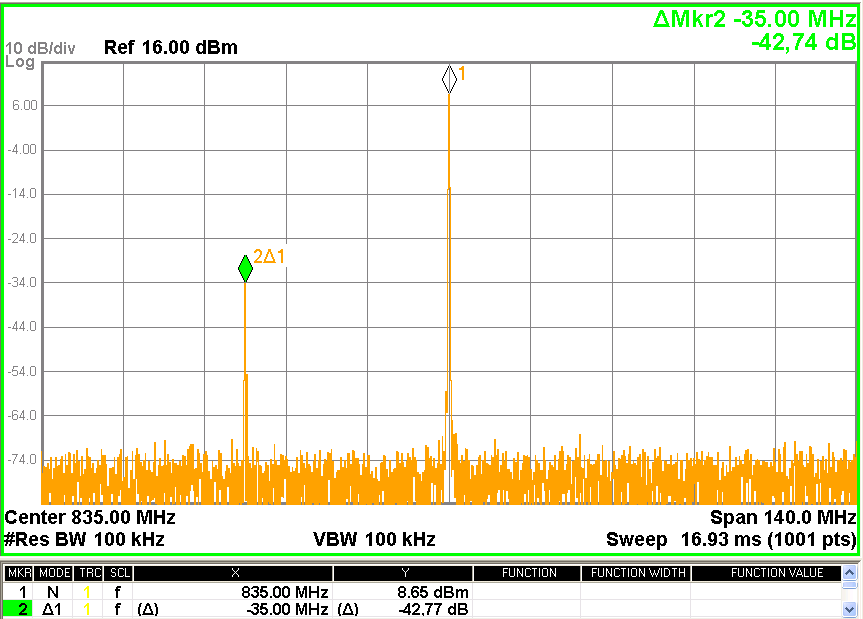 ΔMkr2 -35.00 MHz
10 dB/div Ref 16.00 dBm -42,74 dB
Log
1
6.00
-4.00
-14.0
-24.0
2Δ1
-34.0
-44.0
-54.0
-64.0
-74.0
Center 835.00 MHz Span 140.0 MHz
#Res BW 100 kHz VBW 100 kHz Sweep 16.93 ms (1001 pts)
MKR MODE TRC SCL X Y FUNCTION FUNCTION WIDTH FUNCTION VALUE
1 N 1 f 835.00 MHz 8.65 dBm
2 Δ1 1 f (Δ) -35.00 MHz (Δ) -42,77 dB